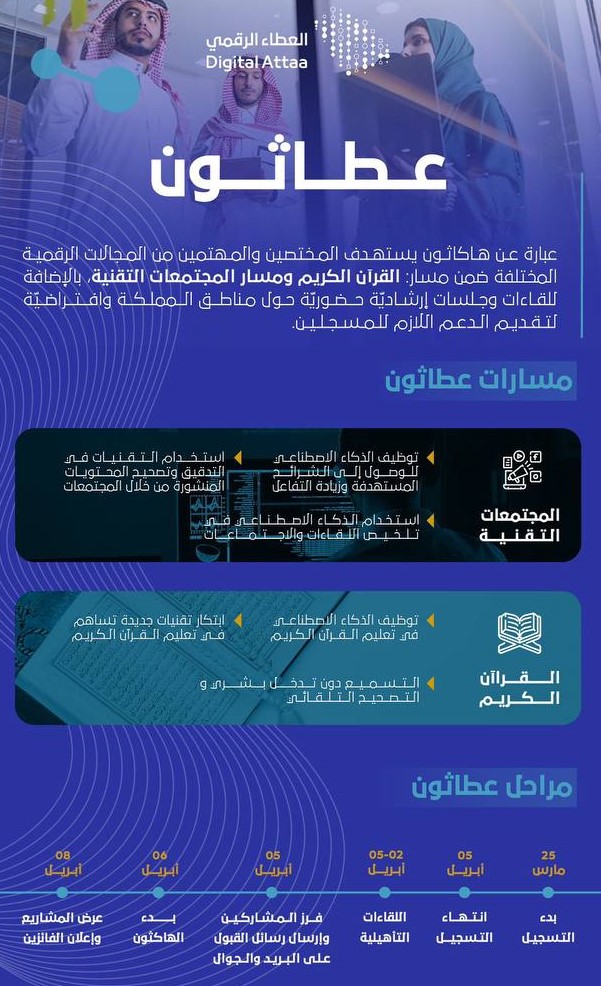 العطاء الرقمي
Digital Attaa
عطاثون
عبارة عن هاكاثون يستهدف المختصين والمهتمين من المجالات الرقمية
المختلفة ضمن مسار: القرآن الكريم ومسار المجتمعات التقنية، بالإضافة
للقاءات وجلسات إرشاديّة حضوريّة حول مناطق المملكة وافتراضيّة
لتقديم الدعم اللازم للمسجلين.
مسارات عطاثون
المجتمعات
التقنية
توظيف الذكاء الاصطناعي
للوصول إلى الشرائح
المستهدفة وزيادة التفاعل
استخدام التقنيات في
التدقيق وتصحيح المحتويات
المنشورة من خلال المجتمعات
استخدام الذكاء الاصطناعي في
تلخيص اللقاءات والاجتماعات
القرآن
الكريم
توظيف الذكاء الاصطناعي
في تعليم القرآن الكريم
ابتكار تقنيات جديدة تساهم
في تعليم القرآن الكريم
التسميع دون تدخل بشري و
التصحيح التلقائي
مراحل عطاثون
25
مارس
بدء
التسجيل
05
أبريل
انتهاء
التسجيل
05-02
أبريل
اللقاءات
التأهيلية
05
أبريل
فرز المشاركين
وإرسال رسائل القبول
على البريد والجوال
06
أبريل
بدء
الهاكثون
08
أبريل
عرض المشاريع
وإعلان الفائزين